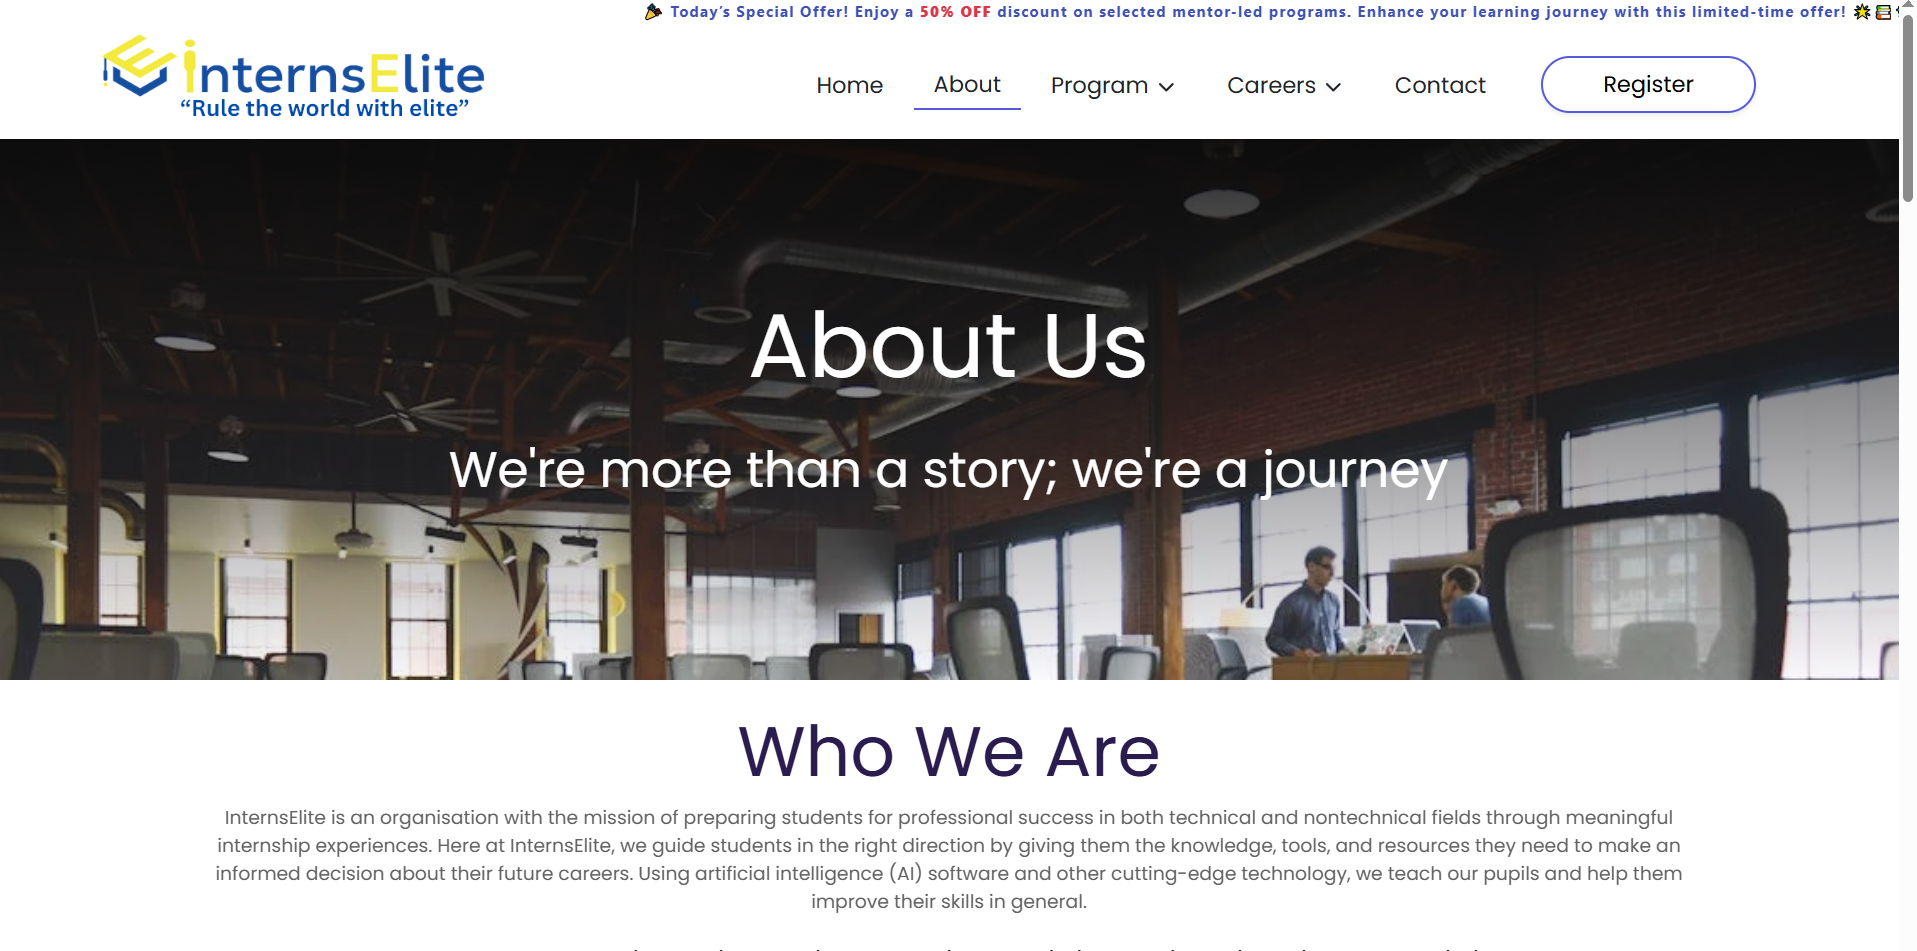 Today's Special Offer! Enjoy a 50% OFF discount on selected mentor-led programs. Enhance your learning journey with this limited-time offer!
internsElite
“Rule the world with elite”
Home
About
Program
Careers
Contact
Register
About Us
We're more than a story; we're a journey
Who We Are
InternsElite is an organisation with the mission of preparing students for professional success in both technical and nontechnical fields through meaningful
internship experiences. Here at InternsElite, we guide students in the right direction by giving them the knowledge, tools, and resources they need to make an
informed decision about their future careers. Using artificial intelligence (AI) software and other cutting-edge technology, we teach our pupils and help them
improve their skills in general.